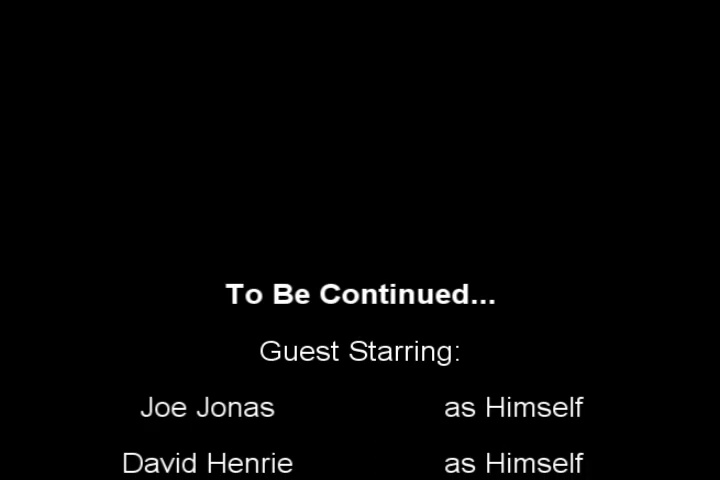 To Be Continued...
Guest Starring:
Joe Jonas as Himself
David Henrie as Himself